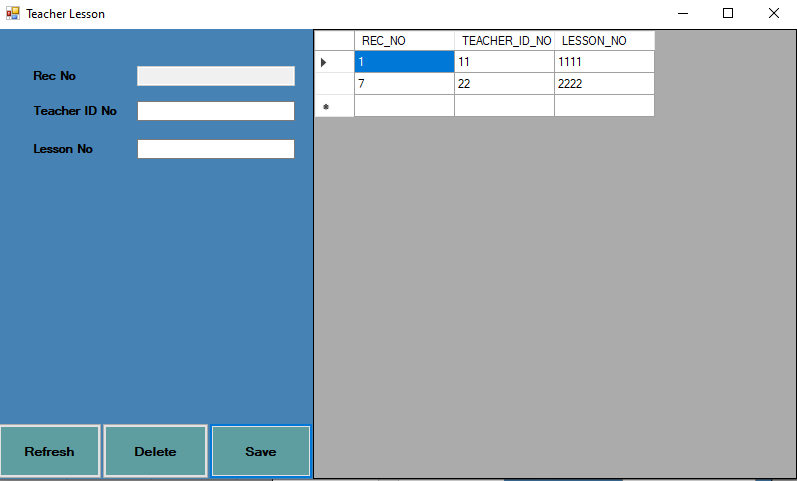 Teacher Lesson
Rec No
Teacher ID No
Lesson No
REC_NO TEACHER_ID_NO LESSON_NO
1 11 1111
7 22 2222
Refresh Delete Save